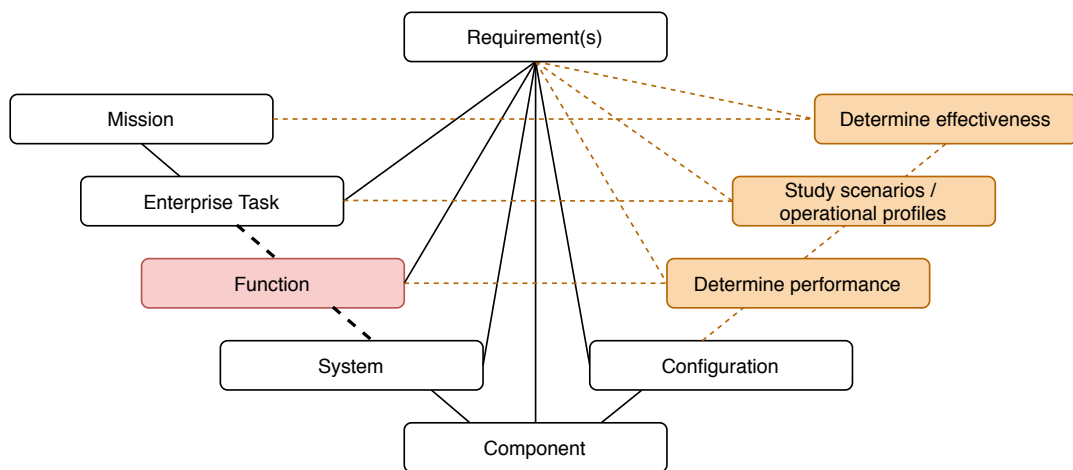 Requirement(s)
Mission
Determine effectiveness
Enterprise Task
Study scenarios /
operational profiles
Function
Determine performance
System
Configuration
Component